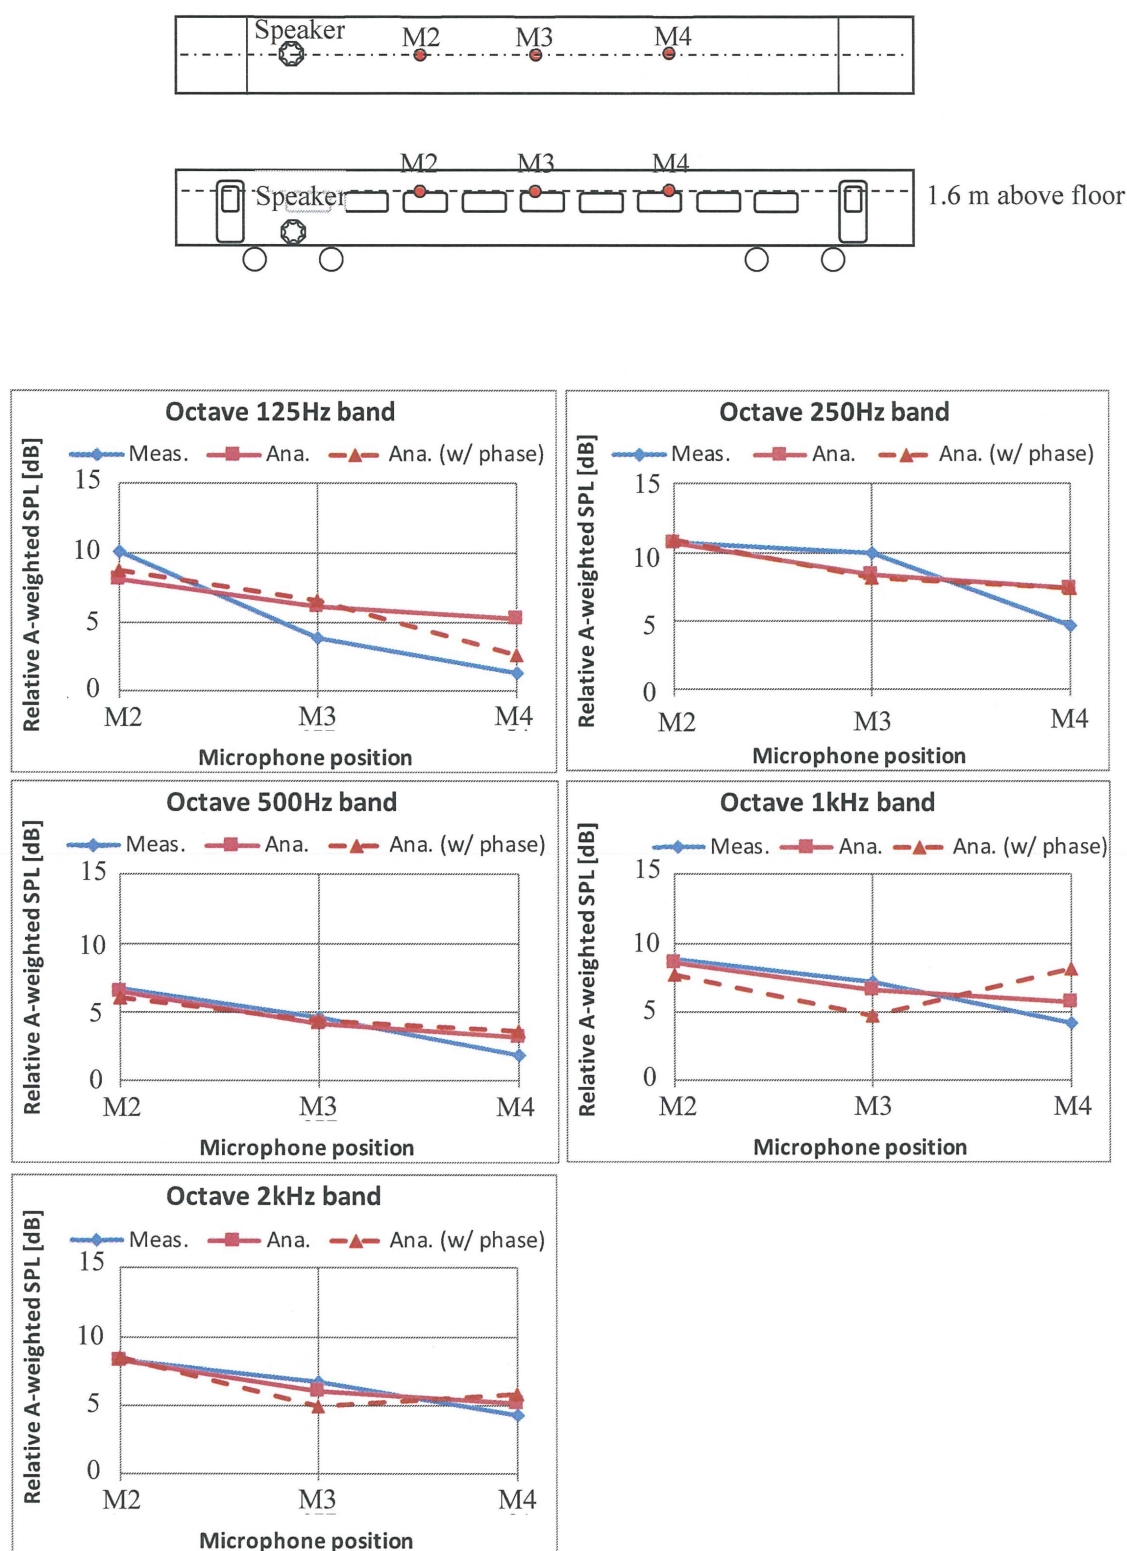 Speaker
M2 M3 M4
M2 M3 M4
Speaker
1.6 m above floor
Octave 125Hz band
Meas. Ana. Ana. (w/ phase)
Relative A-weighted SPL [dB]
15
10
5
0
M2 M3 M4
Microphone position
Octave 250Hz band
Meas. Ana. Ana. (w/ phase)
Relative A-weighted SPL [dB]
15
10
5
0
M2 M3 M4
Microphone position
Octave 500Hz band
Meas. Ana. Ana. (w/ phase)
Relative A-weighted SPL [dB]
15
10
5
0
M2 M3 M4
Microphone position
Octave 1kHz band
Meas. Ana. Ana. (w/ phase)
Relative A-weighted SPL [dB]
15
10
5
0
M2 M3 M4
Microphone position
Octave 2kHz band
Meas. Ana. Ana. (w/ phase)
Relative A-weighted SPL [dB]
15
10
5
0
M2 M3 M4
Microphone position